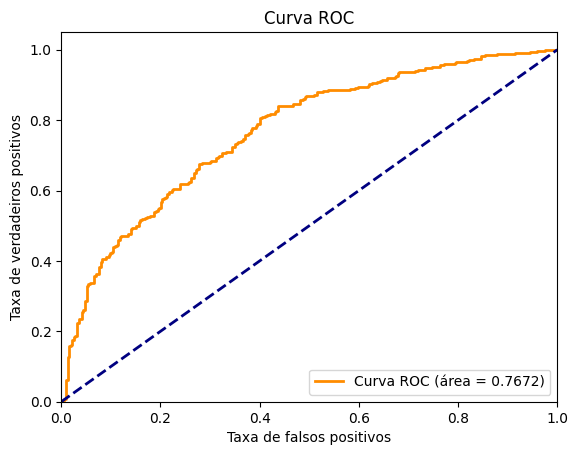 Curva ROC
1.0
0.8
0.6
0.4
0.2
0.0
Taxa de verdadeiros positivos
Curva ROC (área = 0.7672)
0.0 0.2 0.4 0.6 0.8 1.0
Taxa de falsos positivos